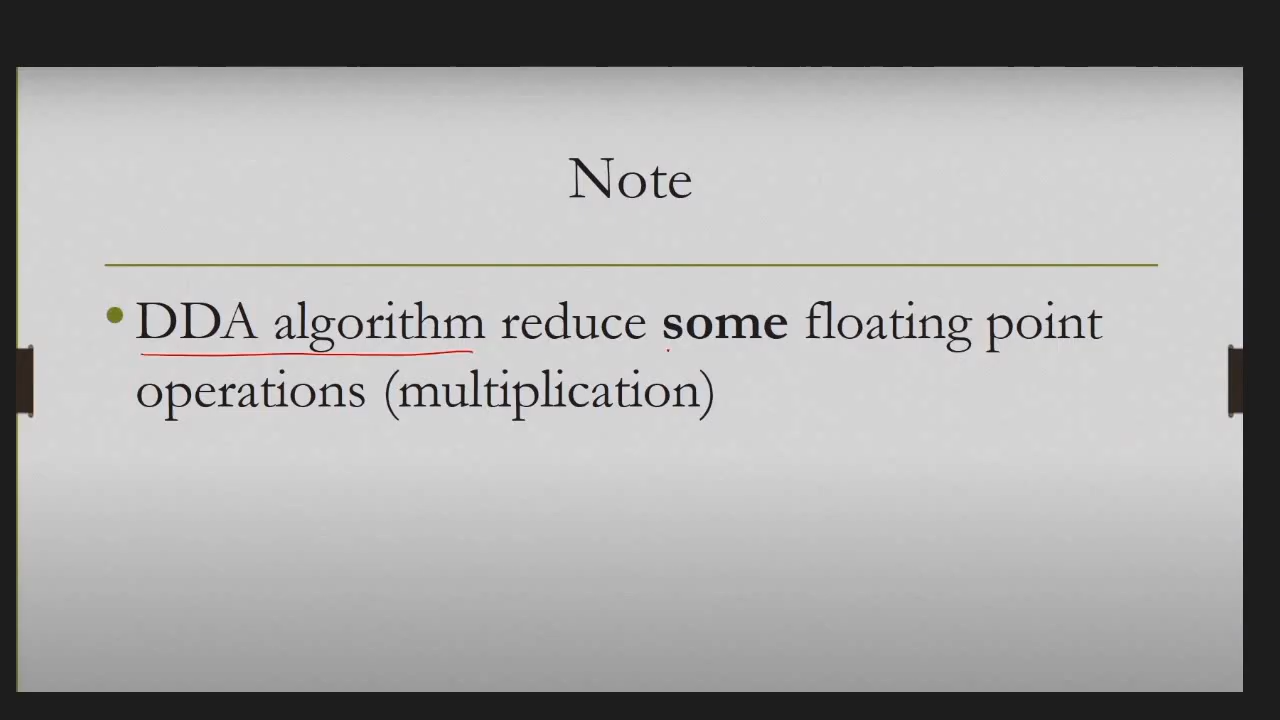 Note
DDA algorithm reduce some floating point
operations (multiplication)